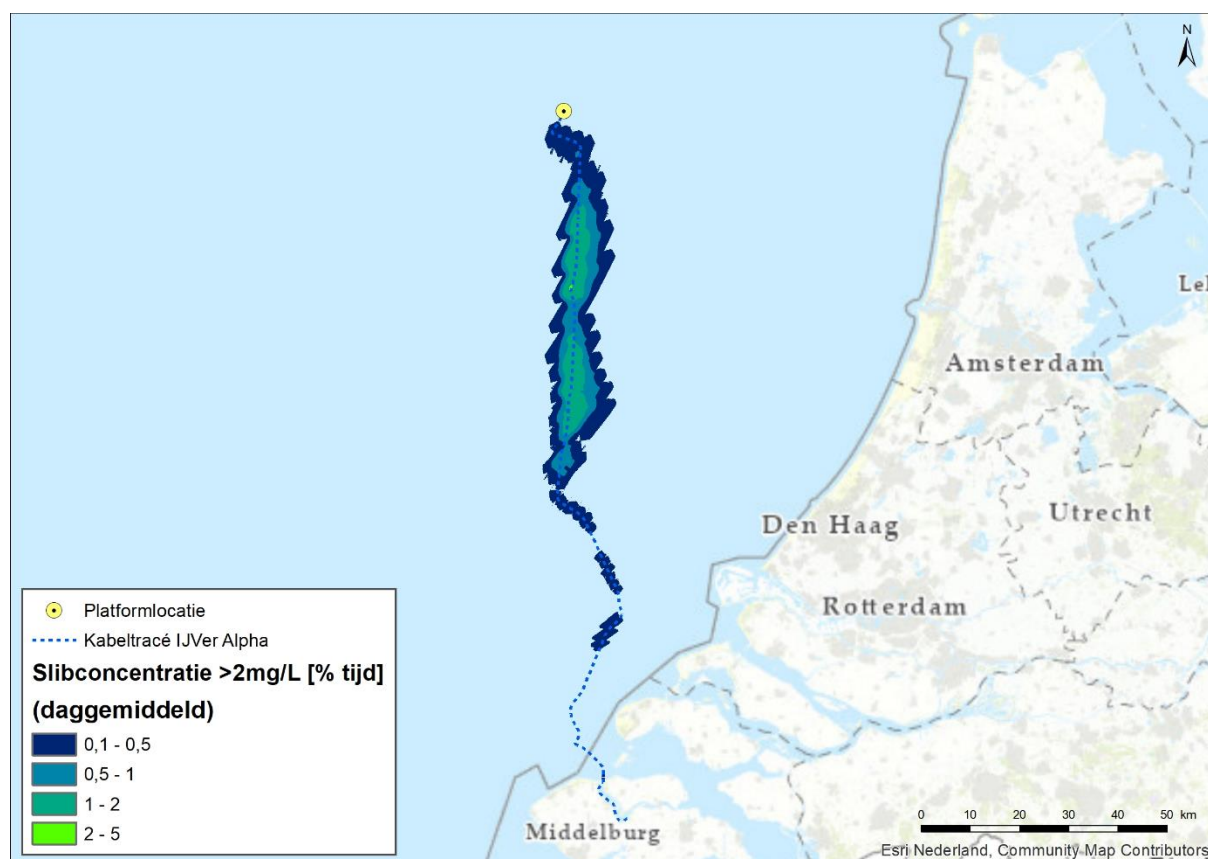 N
Lel
Amsterdam
Den Haag
Utrecht
Rotterdam
Middelburg
Platformlocatie
Kabeltracé IJVer Alpha
Slibconcentratie >2mg/L [% tijd]
(daggemiddeld)
0,1 - 0,5
0,5 - 1
1 - 2
2 - 5
0 10 20 30 40 50 km
Esri Nederland, Community Map Contributors